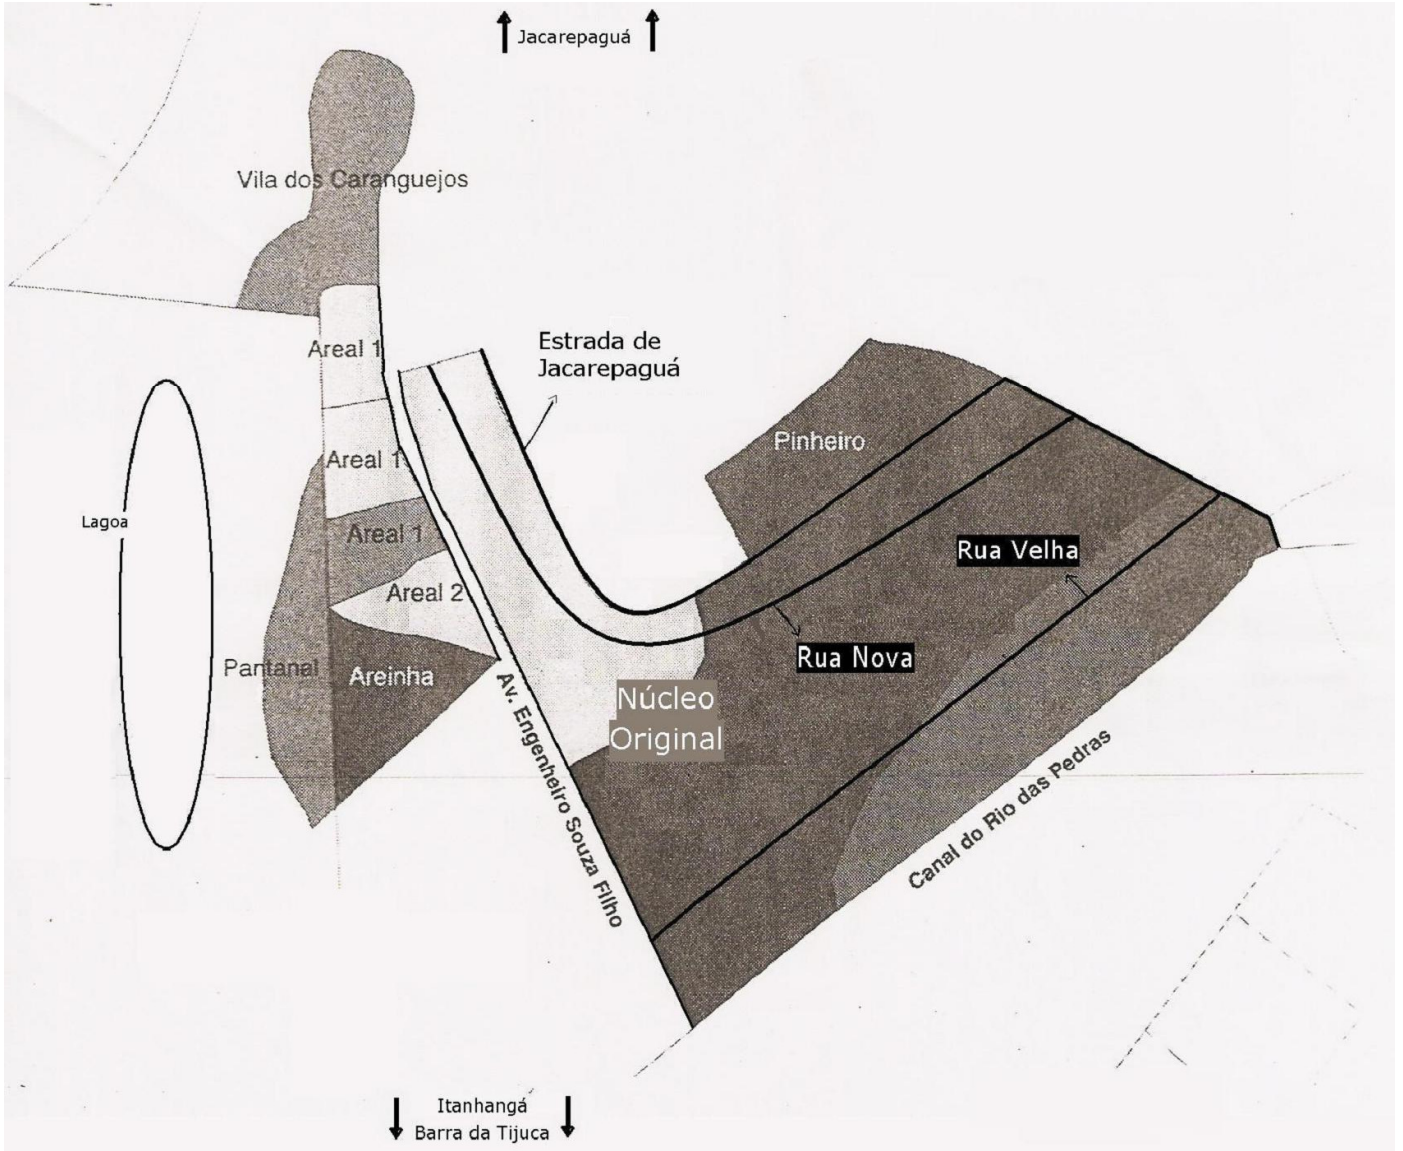 Jacarepaguá
Vila dos Caranguejos
Areal 1
Estrada de
Jacarepaguá
Pinheiro
Areal 1
Lagoa
Areal 1
Rua Velha
Areal 2
Rua Nova
Pantanal
Areinha
Núcleo
Original
Av. Engenheiro Souza Filho
Canal do Rio das Pedras
Itanhangá
Barra da Tijuca